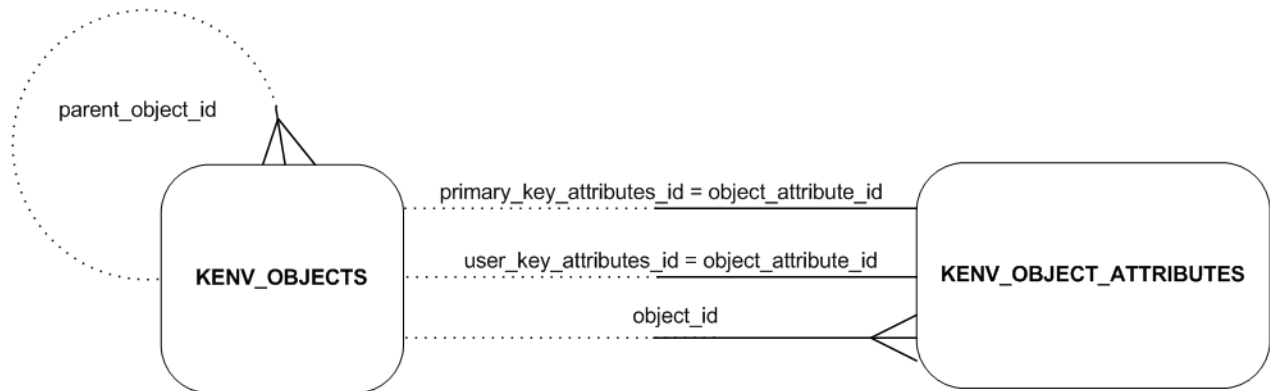 parent_object_id
primary_key_attributes_id = object_attribute_id
user_key_attributes_id = object_attribute_id
KENV_OBJECTS
KENV_OBJECT_ATTRIBUTES
object_id